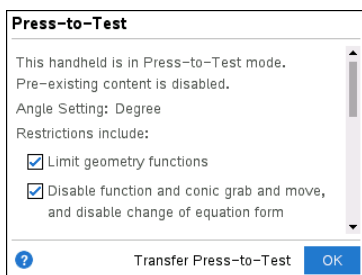 Press-to-Test
This handheld is in Press-to-Test mode.
Pre-existing content is disabled.
Angle Setting: Degree
Restrictions include:
Limit geometry functions
Disable function and conic grab and move,
and disable change of equation form
? Transfer Press-to-Test OK